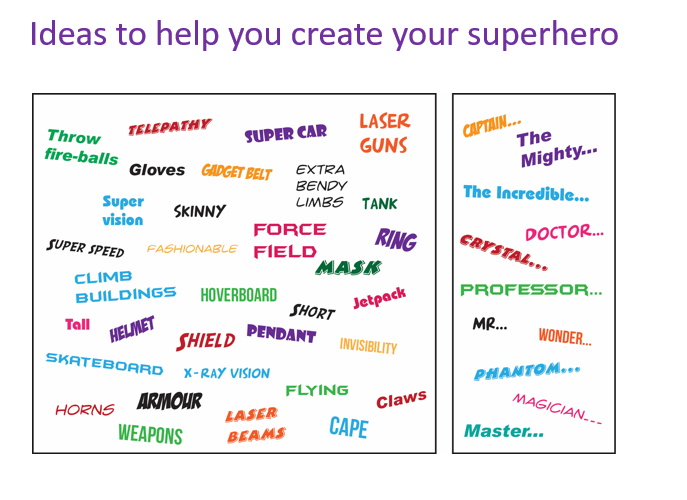 Ideas to help you create your superhero
Throw
fire-balls
TELEPATHY
SUPER CAR
LASER
GUNS
Gloves
GADGET BELT
EXTRA
BENDY
LIMBS
Super
vision
SKINNY
TANK
FORCE
FIELD
RING
SUPER SPEED
FASHIONABLE
MASK
CLIMB
BUILDINGS
HOVERBOARD
SHORT
Jetpack
Tall
HELMET
SHIELD
PENDANT
INVISIBILITY
SKATEBOARD
X-RAY VISION
FLYING
HORNS
ARMOUR
LASER
BEAMS
Claws
WEAPONS
CAPE
CAPTAIN...
The
Mighty...
The Incredible...
DOCTOR...
CRYSTAL...
PROFESSOR...
MR...
WONDER...
PHANTOM...
MAGICIAN...
Master...